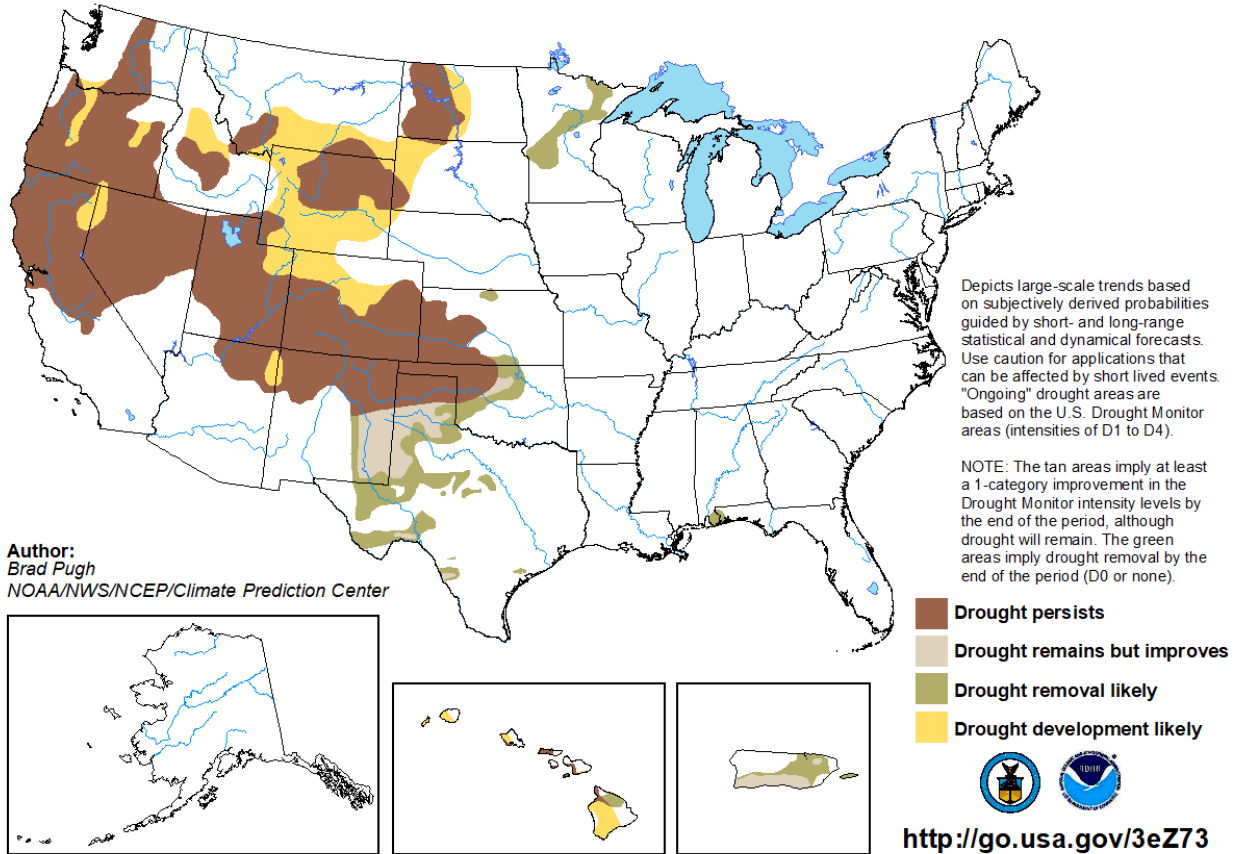 Depicts large-scale trends based
on subjectively derived probabilities
guided by short- and long-range
statistical and dynamical forecasts.
Use caution for applications that
can be affected by short lived events.
"Ongoing" drought areas are
based on the U.S. Drought Monitor
areas (intensities of D1 to D4).
NOTE: The tan areas imply at least
a 1-category improvement in the
Drought Monitor intensity levels by
the end of the period, although
drought will remain. The green
areas imply drought removal by the
end of the period (D0 or none).
Author:
Brad Pugh
NOAA/NWS/NCEP/Climate Prediction Center
Drought persists
Drought remains but improves
Drought removal likely
Drought development likely
http://go.usa.gov/3eZ73